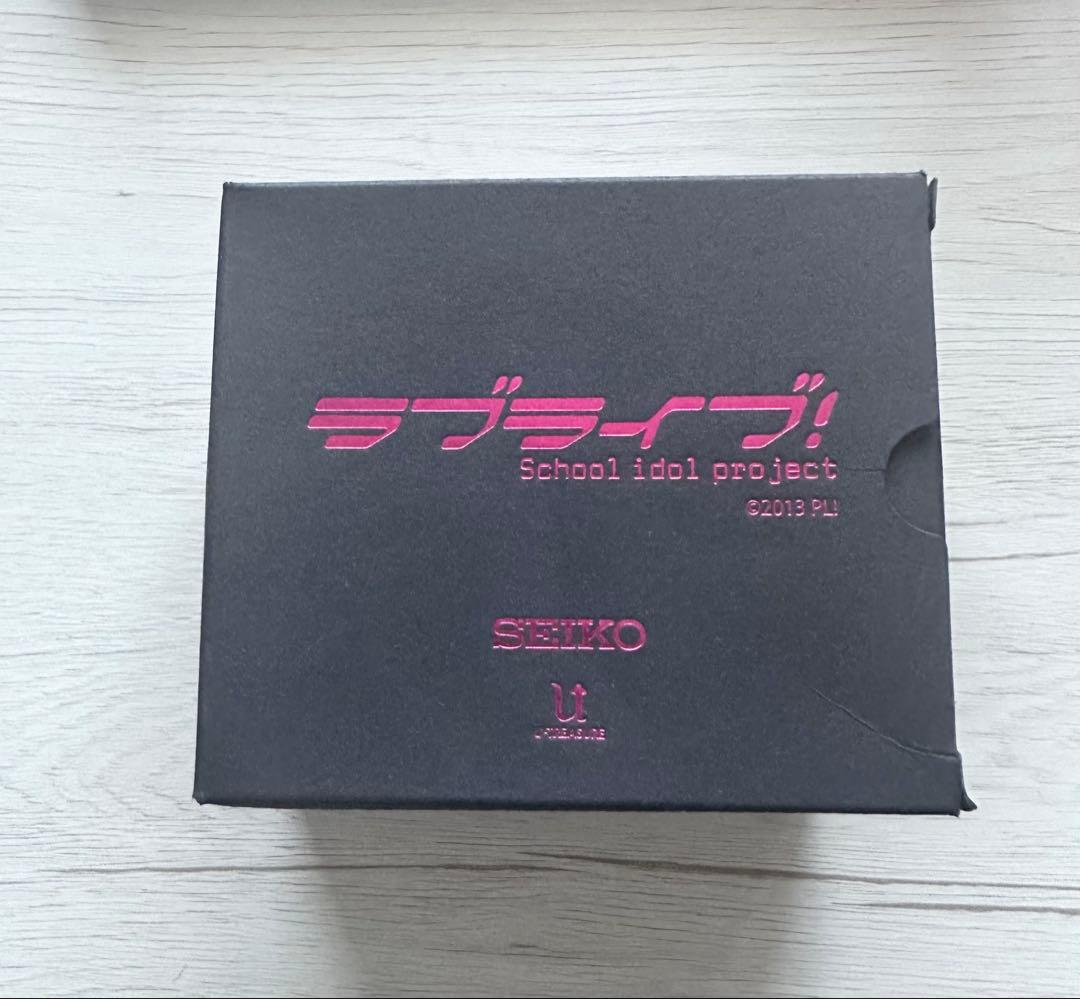 ラブライブ!
School idol project
©2013 PL!
SEIKO
U
U-TREASURE